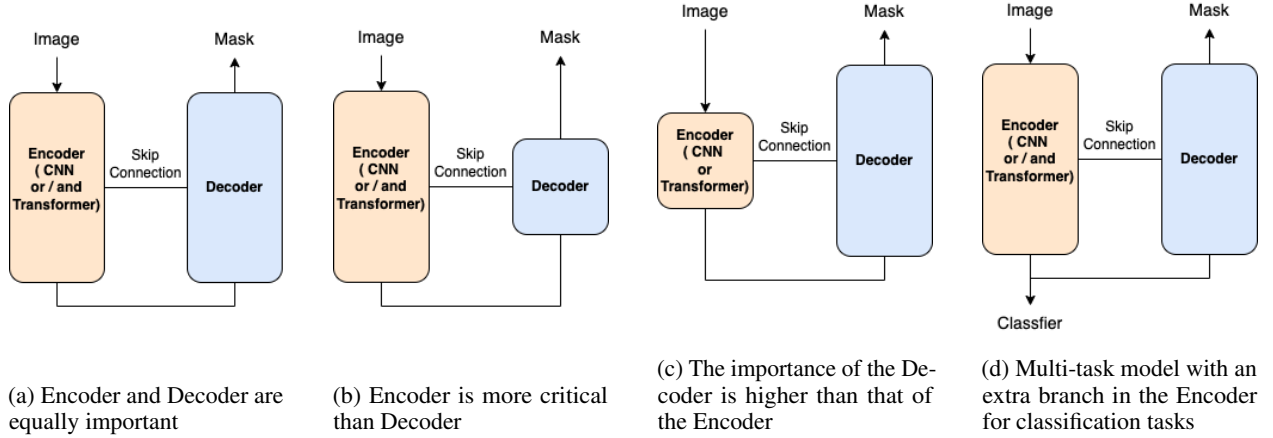 Image
Mask
Encoder
( CNN
or / and
Transformer)
Skip
Connection
Decoder
(a) Encoder and Decoder are
equally important
Image
Mask
Encoder
( CNN
or / and
Transformer)
Skip
Connection
Decoder
(b) Encoder is more critical
than Decoder
Image
Mask
Encoder
( CNN
or
Transformer)
Skip
Connection
Decoder
(c) The importance of the De-
coder is higher than that of
the Encoder
Image
Mask
Encoder
( CNN
or / and
Transformer)
Skip
Connection
Decoder
Classfier
(d) Multi-task model with an
extra branch in the Encoder
for classification tasks